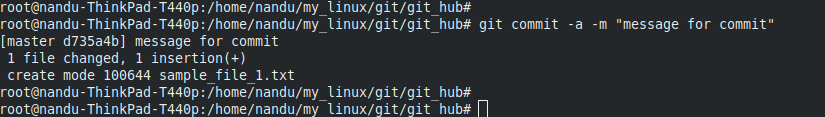 root@nandu-ThinkPad-T440p:/home/nandu/my_linux/git/git_hub#
root@nandu-ThinkPad-T440p:/home/nandu/my_linux/git/git_hub# git commit -a -m "message for commit"
[master d735a4b] message for commit
 1 file changed, 1 insertion(+)
 create mode 100644 sample_file_1.txt
root@nandu-ThinkPad-T440p:/home/nandu/my_linux/git/git_hub#
root@nandu-ThinkPad-T440p:/home/nandu/my_linux/git/git_hub#